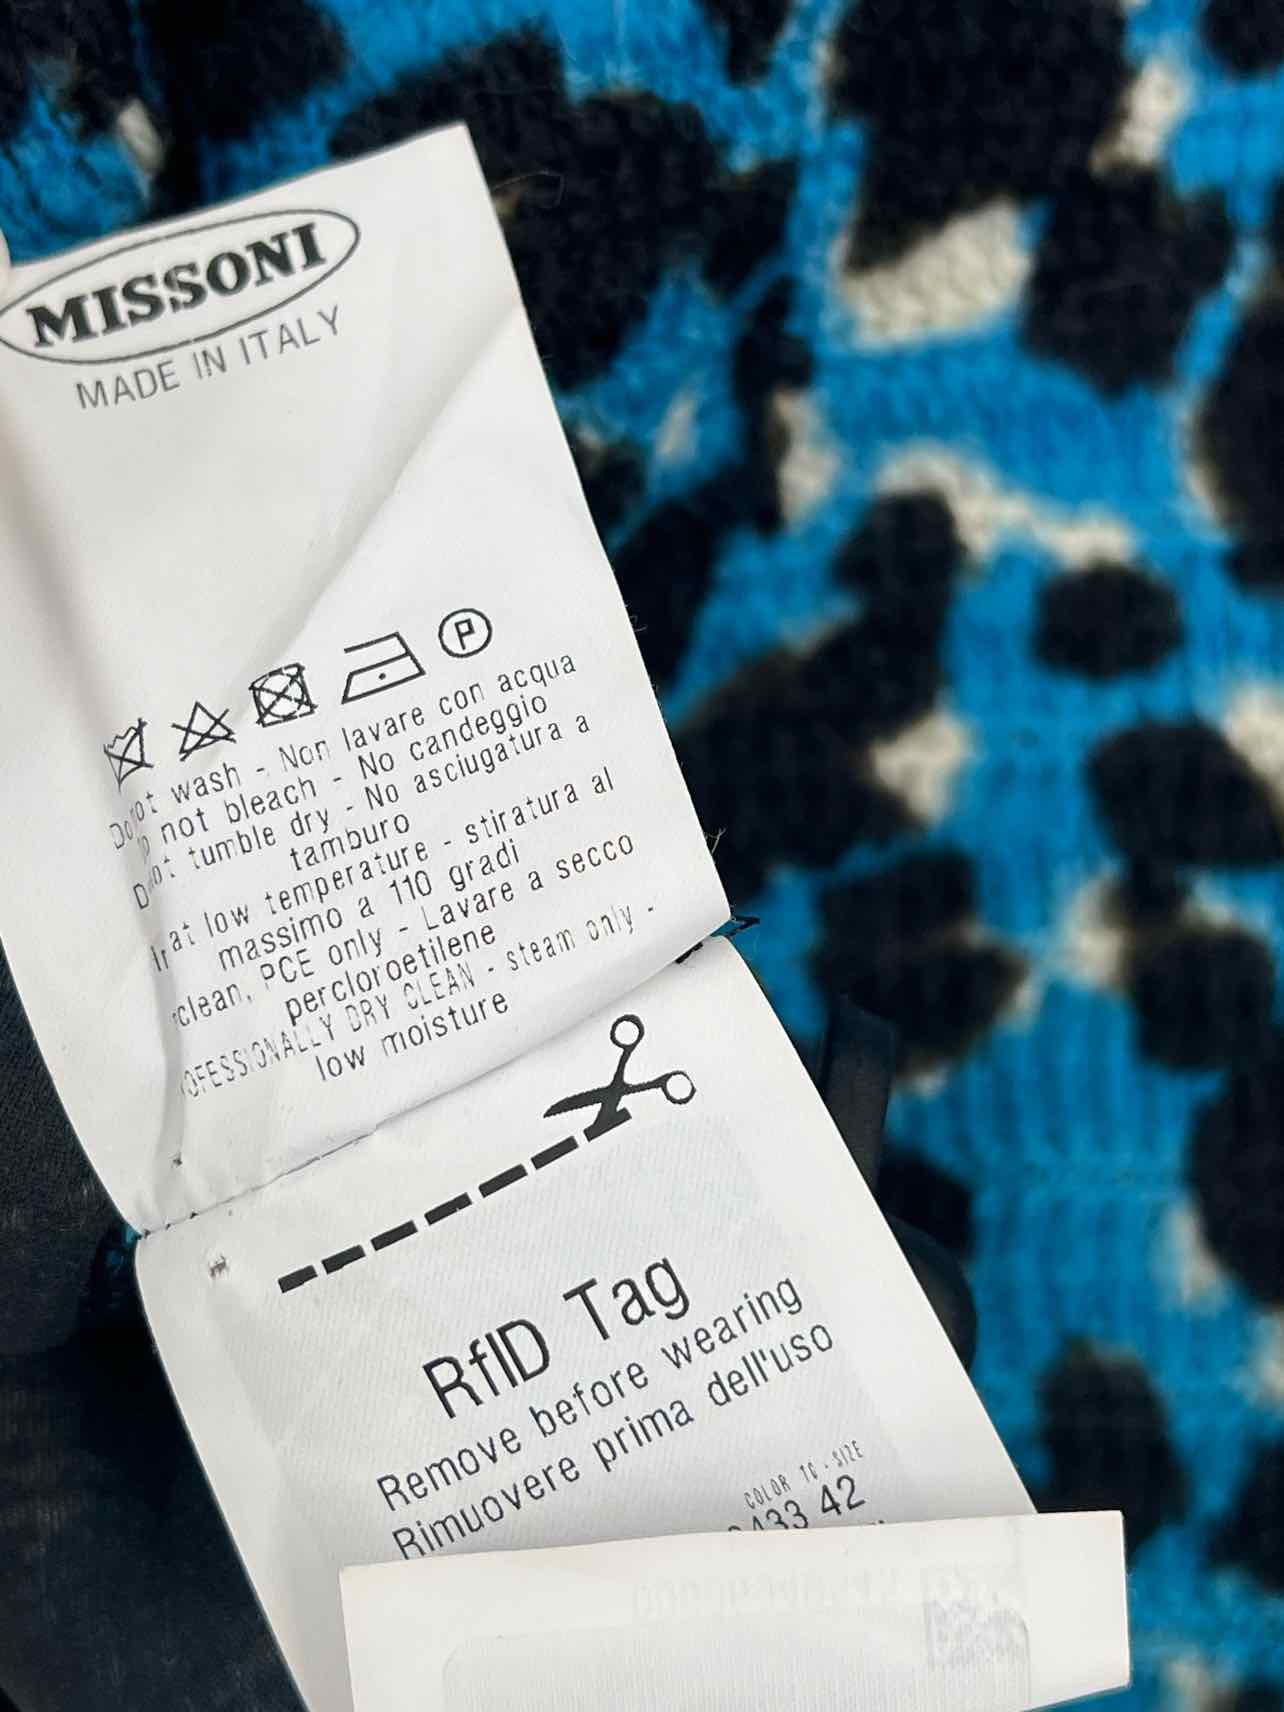 MISSONI
MADE IN ITALY
P
wash - Non lavare con acqua
not bleach - No candeggio
tumble dry - No asciugatura a
tamburo
at low temperature - stiratura al
massimo a 110 gradi
clean, PCE only - Lavare a secco
percloroetilene
DRY CLEAN - steam only -
low moisture
RfID Tag
Remove before wearing
Rimuovere prima dell'uso
COLOR TG - SIZE
42